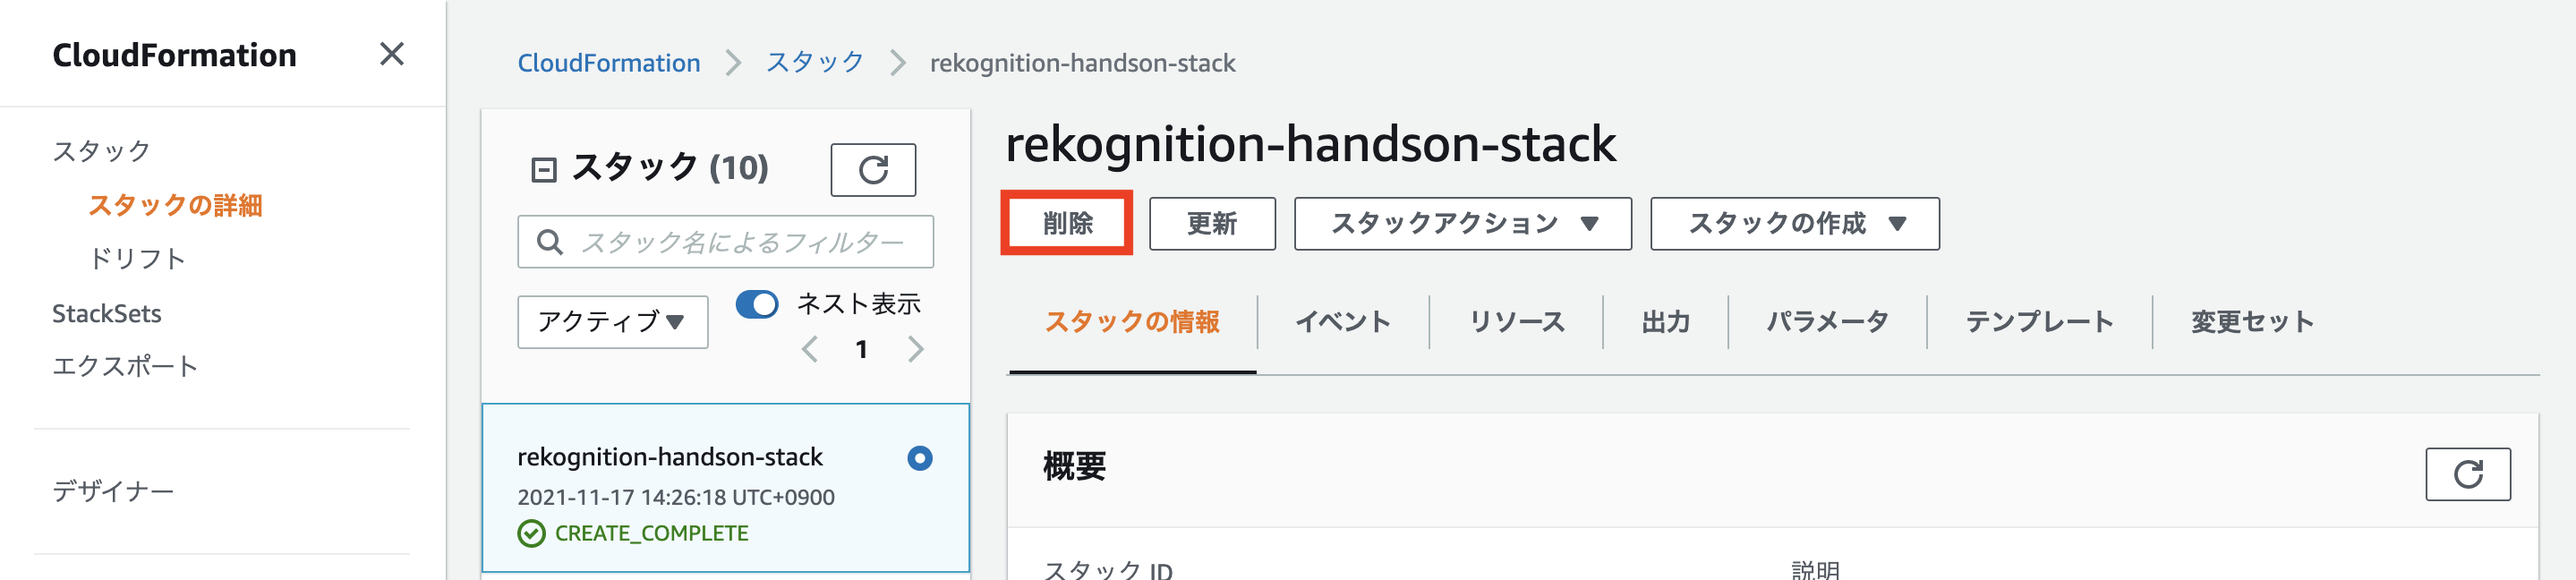 CloudFormation
スタック
スタックの詳細
ドリフト
StackSets
エクスポート
デザイナー
CloudFormation
スタック
rekognition-handson-stack
スタック (10)
スタック名によるフィルター
アクティブ
ネスト表示
1
rekognition-handson-stack
2021-11-17 14:26:18 UTC+0900
CREATE_COMPLETE
rekognition-handson-stack
削除 更新 スタックアクション スタックの作成
スタックの情報 イベント リソース 出力 パラメータ テンプレート 変更セット
概要
スタック ID 説明